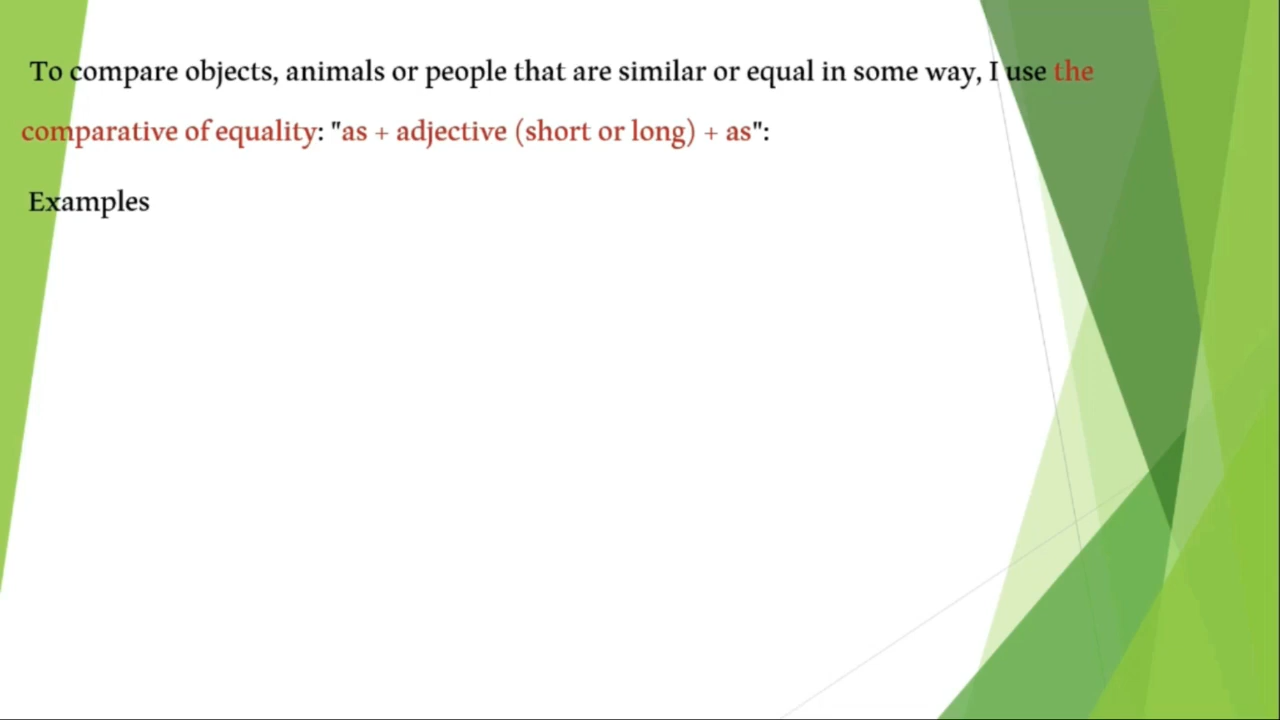 To compare objects, animals or people that are similar or equal in some way, I use the
comparative of equality: "as + adjective (short or long) + as":
Examples